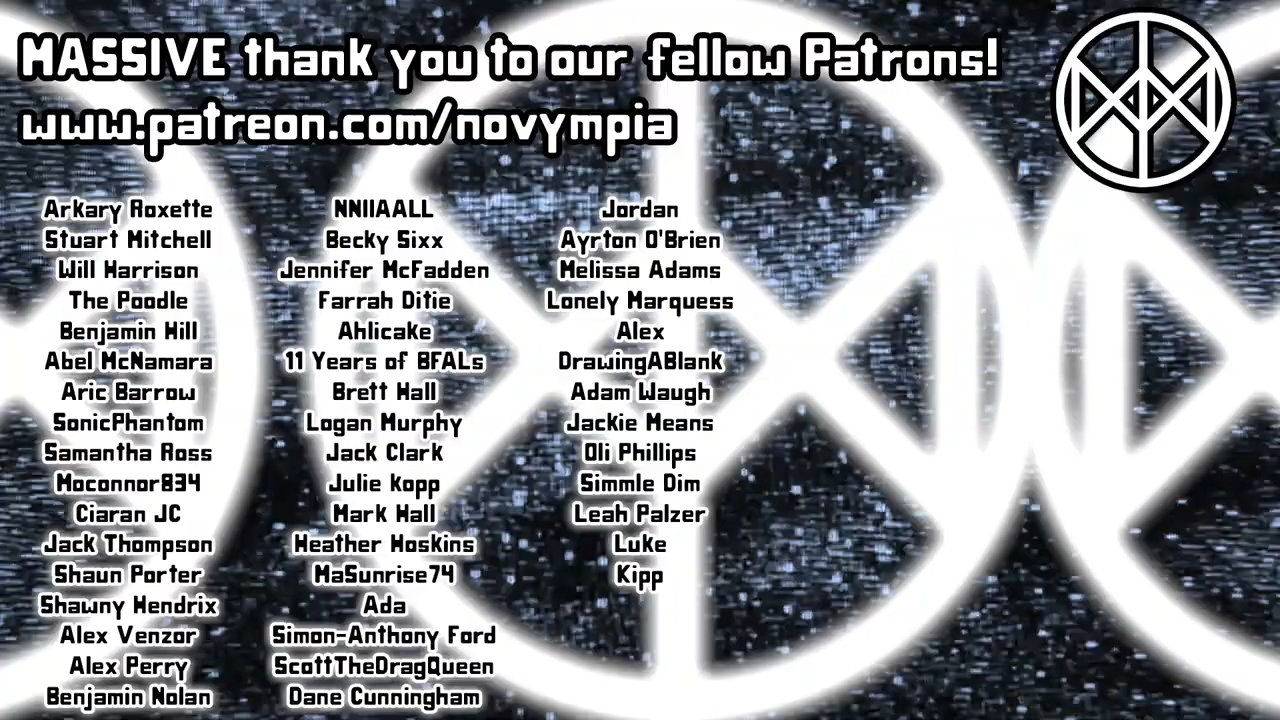 MASSIVE thank you to our fellow Patrons!
www.patreon.com/novympia
Arkary Roxette
Stuart Mitchell
Will Harrison
The Poodle
Benjamin Hill
Abel McNamara
Aric Barrow
SonicPhantom
Samantha Ross
Moconnor834
Ciaran JC
Jack Thompson
Shaun Porter
Shawny Hendrix
Alex Venzor
Alex Perry
Benjamin Nolan
NNIIAALL
Becky Sixx
Jennifer McFadden
Farrah Ditie
Ahlicake
11 Years of BFALs
Brett Hall
Logan Murphy
Jack Clark
Julie Kopp
Mark Hall
Heather Hoskins
MaSunrise74
Ada
Simon-Anthony Ford
ScottTheDragQueen
Dane Cunningham
Jordan
Ayrton O'Brien
Melissa Adams
Lonely Marquess
Alex
DrawingABlank
Adam Waugh
Jackie Means
Oli Phillips
Simmle Dim
Leah Palzer
Luke
Kipp